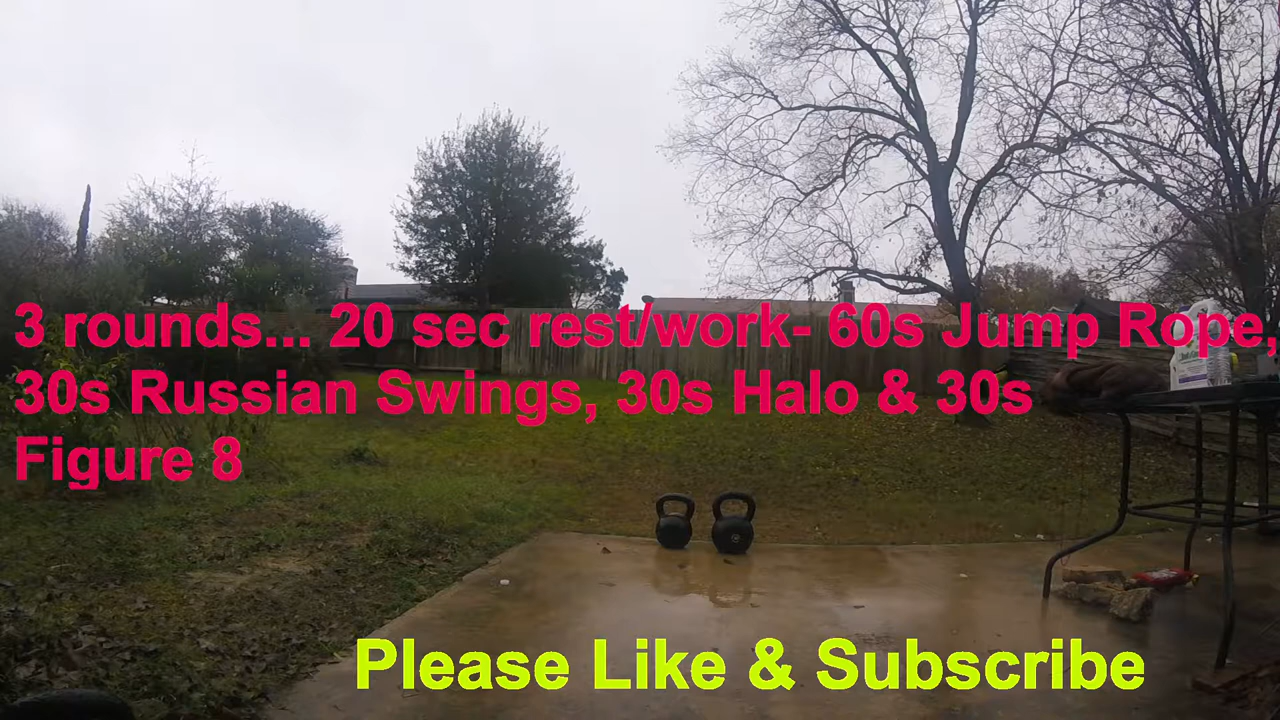 3 rounds... 20 sec rest/work- 60s Jump Rope,
30s Russian Swings, 30s Halo & 30s
Figure 8
Please Like & Subscribe